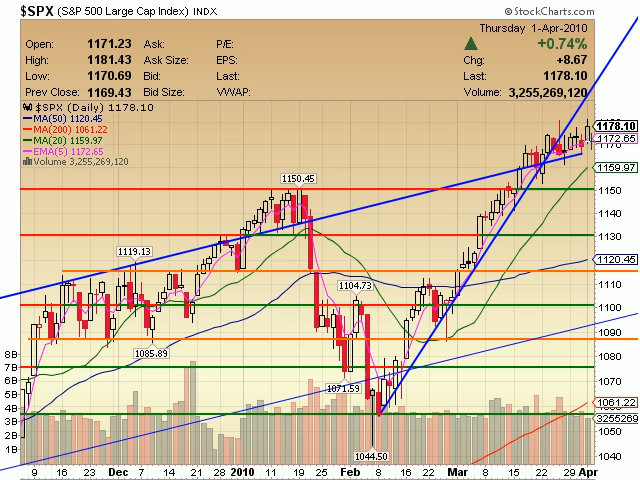 $SPX (S&P 500 Large Cap Index) INDX
© StockCharts.com
Thursday 1-Apr-2010
Open: 1171.23 Ask: P/E: +0.74%
High: 1181.43 Ask Size: EPS: Chg: +8.67
Low: 1170.69 Bid: Last: Last: 1178.10
Prev Close: 1169.43 Bid Size: VWAP: Volume: 3,255,269,120
$SPX (Daily) 1178.10
MA(50) 1120.45
MA(200) 1061.22
MA(20) 1159.97
EMA(5) 1172.65
Volume 3,255,269,120
1178.10
1172.65
1159.97
1150
1140
1130
1120.45
1110
1100
1090
1080
1070
1061.22
3255269
1050
1040
1150.45
1119.13
1104.73
1085.89
1071.59
1044.50
8B
7B
6B
5B
4B
3B
2B
1B
9 16 23 Dec 7 14 21 28 2010 11 19 25 Feb 8 16 22 Mar 8 15 22 29 Apr